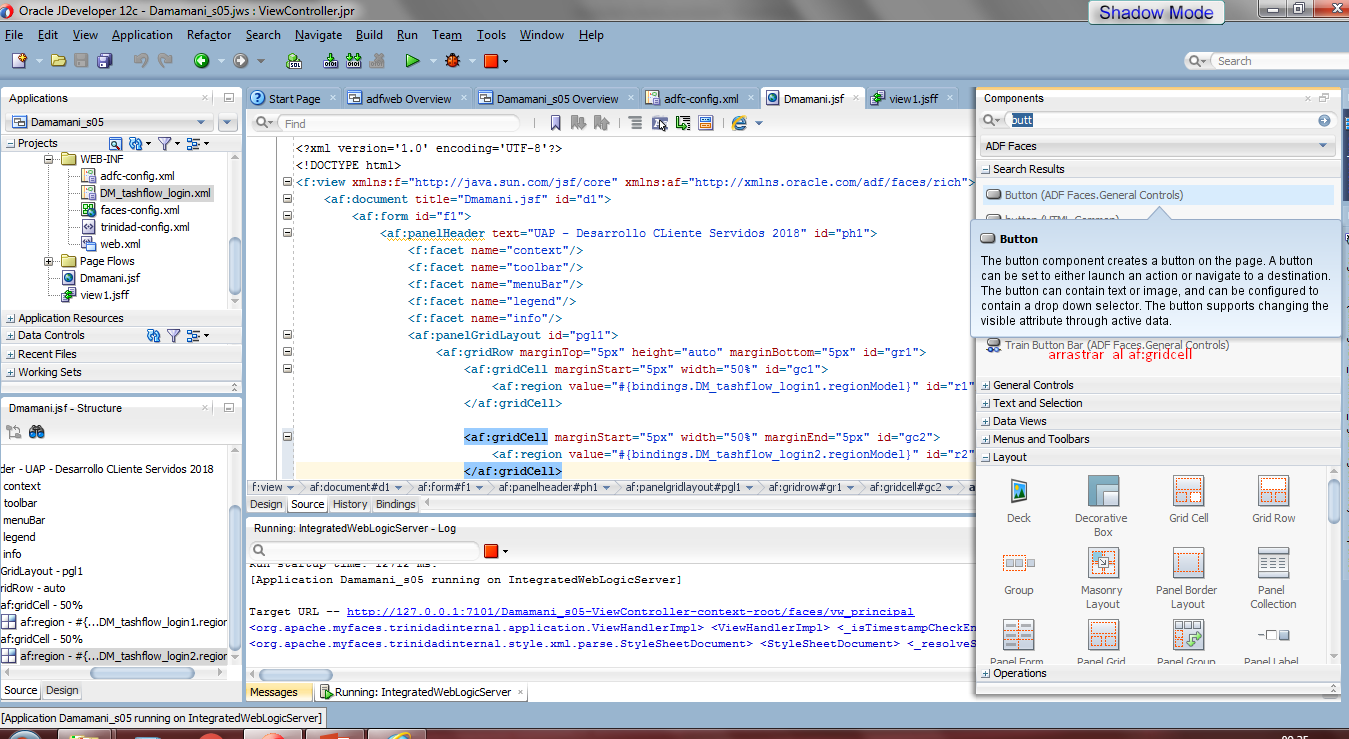 Oracle JDeveloper 12c - Damamani_s05.jws : ViewController.jpr
Shadow Mode
File Edit View Application Refactor Search Navigate Build Run Team Tools Window Help
Search
Applications
Damamani_s05
Projects
WEB-INF
adfc-config.xml
DM_tashflow_login.xml
faces-config.xml
trinidad-config.xml
web.xml
Page Flows
Dmamani.jsf
view1.jsff
Application Resources
Data Controls
Recent Files
Working Sets
Dmamani.jsf - Structure
der - UAP - Desarrollo CLiente Servidos 2018
context
toolbar
menuBar
legend
info
GridLayout - pgl1
ridRow - auto
af:gridCell - 50%
af:region - #{...DM_tashflow_login1.region
af:gridCell - 50%
af:region - #{...DM_tashflow_login2.region
Source Design
Start Page adfweb Overview Damamani_s05 Overview adfc-config.xml Dmamani.jsf view1.jsff
Find
<?xml version='1.0' encoding='UTF-8'?>
<!DOCTYPE html>
<f:view xmlns:f="http://java.sun.com/jsf/core" xmlns:af="http://xmlns.oracle.com/adf/faces/rich">
<af:document title="Dmamani.jsf" id="d1">
<af:form id="f1">
<af:panelHeader text="UAP - Desarrollo CLiente Servidos 2018" id="ph1">
<f:facet name="context"/>
<f:facet name="toolbar"/>
<f:facet name="menuBar"/>
<f:facet name="legend"/>
<f:facet name="info"/>
<af:panelGridLayout id="pgl1">
<af:gridRow marginTop="5px" height="auto" marginBottom="5px" id="gr1">
<af:gridCell marginStart="5px" width="50%" id="gc1">
<af:region value="#{bindings.DM_tashflow_login1.regionModel}" id="r1"
</af:gridCell>
<af:gridCell marginStart="5px" width="50%" marginEnd="5px" id="gc2">
<af:region value="#{bindings.DM_tashflow_login2.regionModel}" id="r2"
</af:gridCell>
f:view af:document#d1 af:form#f1 af:panelheader#ph1 af:panelgridlayout#pgl1 af:gridrow#gr1 af:gridcell#gc2 a
Design Source History Bindings
Running: IntegratedWebLogicServer - Log
Run startup time: 12712 ms.
[Application Damamani_s05 running on IntegratedWebLogicServer]
Target URL -- http://127.0.0.1:7101/Damamani_s05-ViewController-context-root/faces/vw_principal
<org.apache.myfaces.trinidadinternal.application.ViewHandlerImpl> <ViewHandlerImpl> <_isTimestampCheckEn
<org.apache.myfaces.trinidadinternal.style.xml.parse.StyleSheetDocument> <StyleSheetDocument> <_resolveS
Messages Running: IntegratedWebLogicServer
Components
butt
ADF Faces
Search Results
Button (ADF Faces.General Controls)
button (HTML.Common)
Button
The button component creates a button on the page. A button
can be set to either launch an action or navigate to a destination.
The button can contain text or image, and can be configured to
contain a drop down selector. The button supports changing the
visible attribute through active data.
Train Button Bar (ADF Faces.General Controls)
arrastrar al af:gridcell
General Controls
Text and Selection
Data Views
Menus and Toolbars
Layout
Deck Decorative Box Grid Cell Grid Row
Group Masonry Layout Panel Border Layout Panel Collection
Panel Form Panel Grid Panel Group Panel Label
Operations
[Application Damamani_s05 running on IntegratedWebLogicServer]